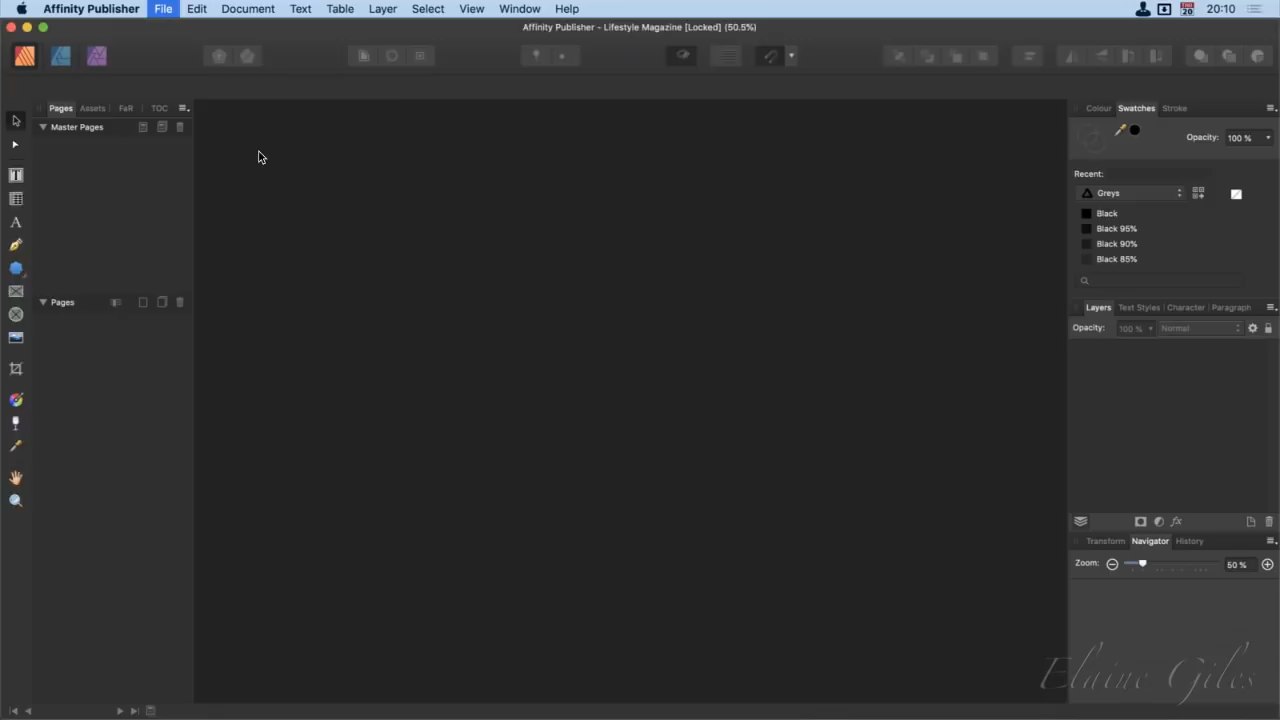 Affinity Publisher File Edit Document Text Table Layer Select View Window Help 20:10
Affinity Publisher - Lifestyle Magazine [Locked] (50.5%)
Pages Assets FaR TOC
Master Pages
Pages
Colour Swatches Stroke
Opacity: 100 %
Recent:
Greys
Black
Black 95%
Black 90%
Black 85%
Layers Text Styles Character Paragraph
Opacity: 100 % Normal
fx
Transform Navigator History
Zoom: 50 %
Elaine Giles